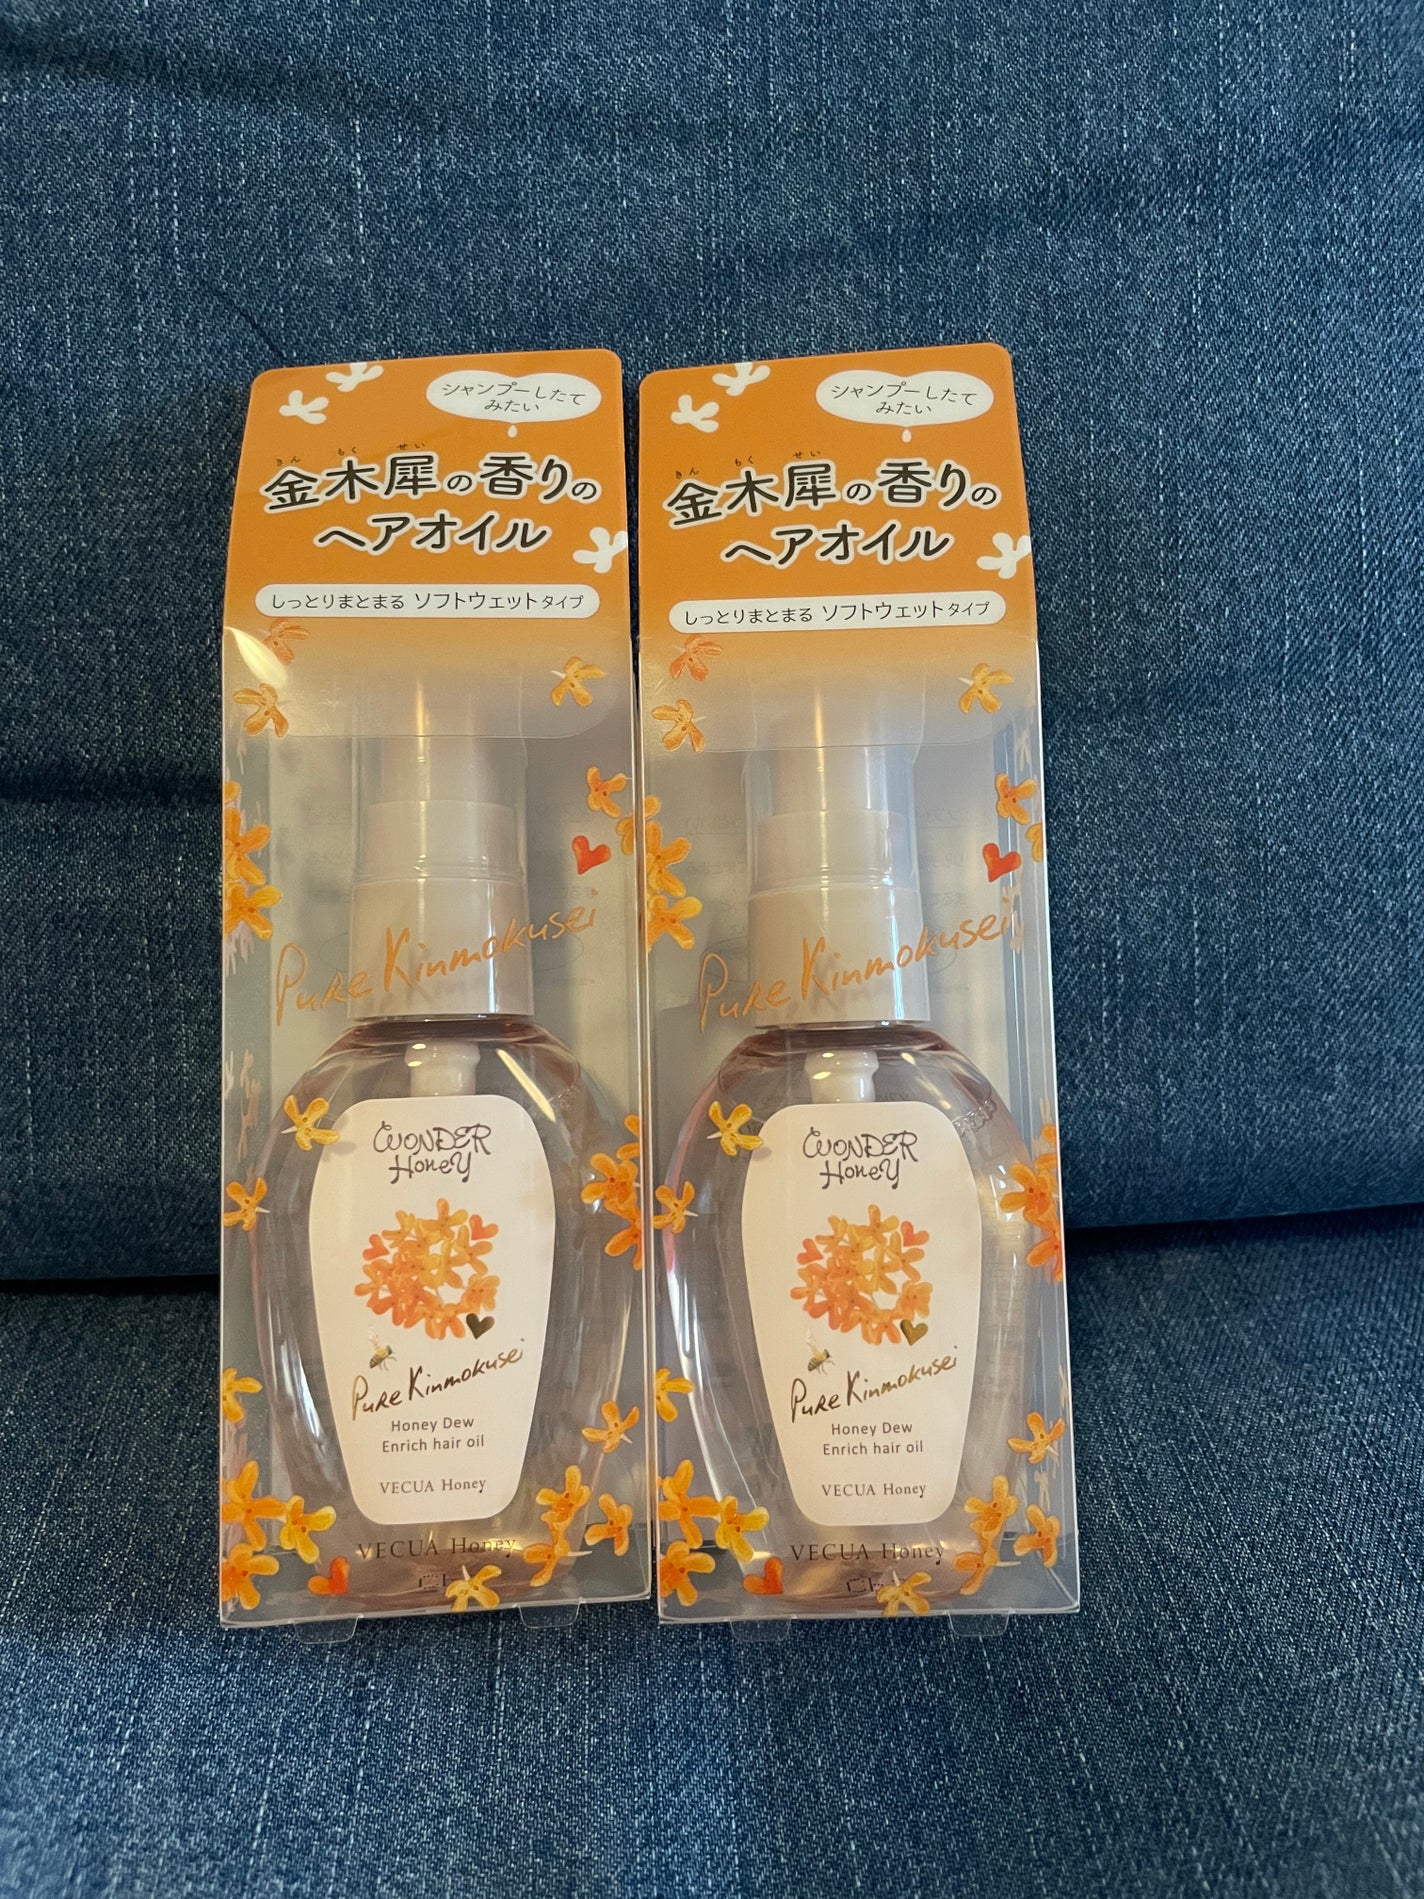 シャンプーしたて
みたい
きん もく せい
金木犀の香りの
ヘアオイル
しっとりまとまる ソフトウェットタイプ
Pure Kinmokusei
WONDER
Honey
Pure Kinmokusei
Honey Dew
Enrich hair oil
VECUA Honey
VECUA Honey
シャンプーしたて
みたい
きん もく せい
金木犀の香りの
ヘアオイル
しっとりまとまる ソフトウェットタイプ
Pure Kinmokusei
WONDER
Honey
Pure Kinmokusei
Honey Dew
Enrich hair oil
VECUA Honey
VECUA Honey